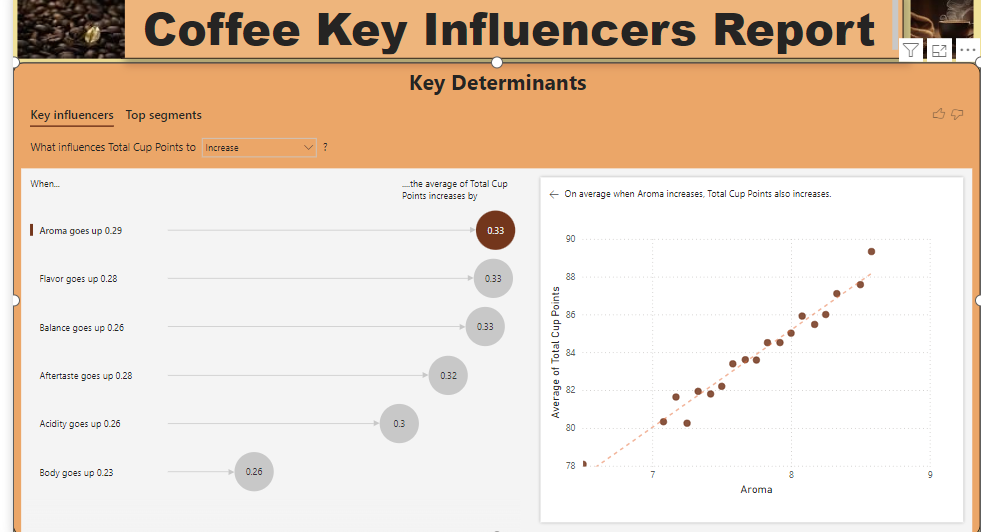 Coffee Key Influencers Report
Key Determinants
Key influencers Top segments
What influences Total Cup Points to Increase ?
When...
....the average of Total Cup
Points increases by
Aroma goes up 0.29 0.33
Flavor goes up 0.28 0.33
Balance goes up 0.26 0.33
Aftertaste goes up 0.28 0.32
Acidity goes up 0.26 0.3
Body goes up 0.23 0.26
← On average when Aroma increases, Total Cup Points also increases.
Average of Total Cup Points
90
88
86
84
82
80
78
7 8 9
Aroma